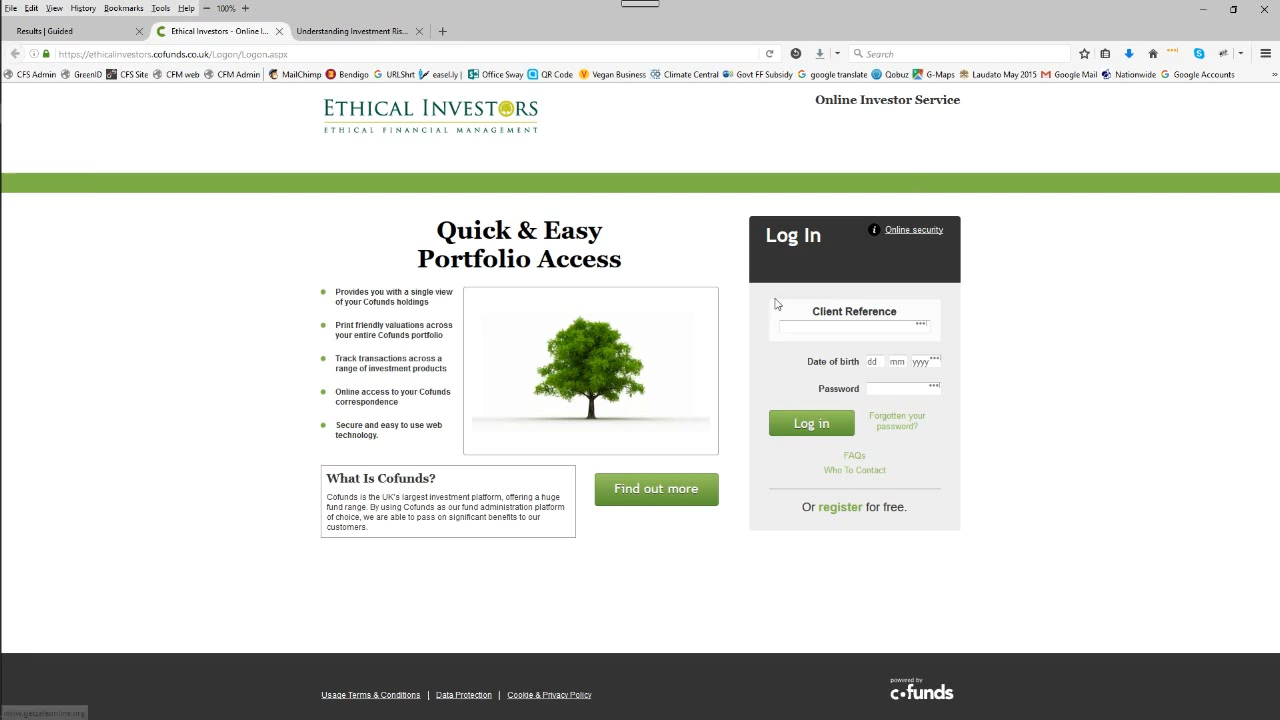 File Edit View History Bookmarks Tools Help − 100% +
Results | Guided × Ethical Investors - Online I... × Understanding Investment Ris... × +
https://ethicalinvestors.cofunds.co.uk/Logon/Logon.aspx Search
CFS Admin GreenID CFS Site CFM web CFM Admin MailChimp Bendigo URLShrt easel.ly Office Sway QR Code Vegan Business Climate Central Govt FF Subsidy google translate Qobuz G-Maps Laudato May 2015 Google Mail Nationwide Google Accounts »
ETHICAL INVESTORS
ETHICAL FINANCIAL MANAGEMENT
Online Investor Service
Quick & Easy
Portfolio Access
Provides you with a single view
of your Cofunds holdings
Print friendly valuations across
your entire Cofunds portfolio
Track transactions across a
range of investment products
Online access to your Cofunds
correspondence
Secure and easy to use web
technology.
What Is Cofunds?
Cofunds is the UK's largest investment platform, offering a huge
fund range. By using Cofunds as our fund administration platform
of choice, we are able to pass on significant benefits to our
customers.
Find out more
Log In
i Online security
Client Reference
Date of birth dd mm yyyy
Password
Log in
Forgotten your
password?
FAQs
Who To Contact
Or register for free.
Usage Terms & Conditions | Data Protection | Cookie & Privacy Policy
powered by
cofunds